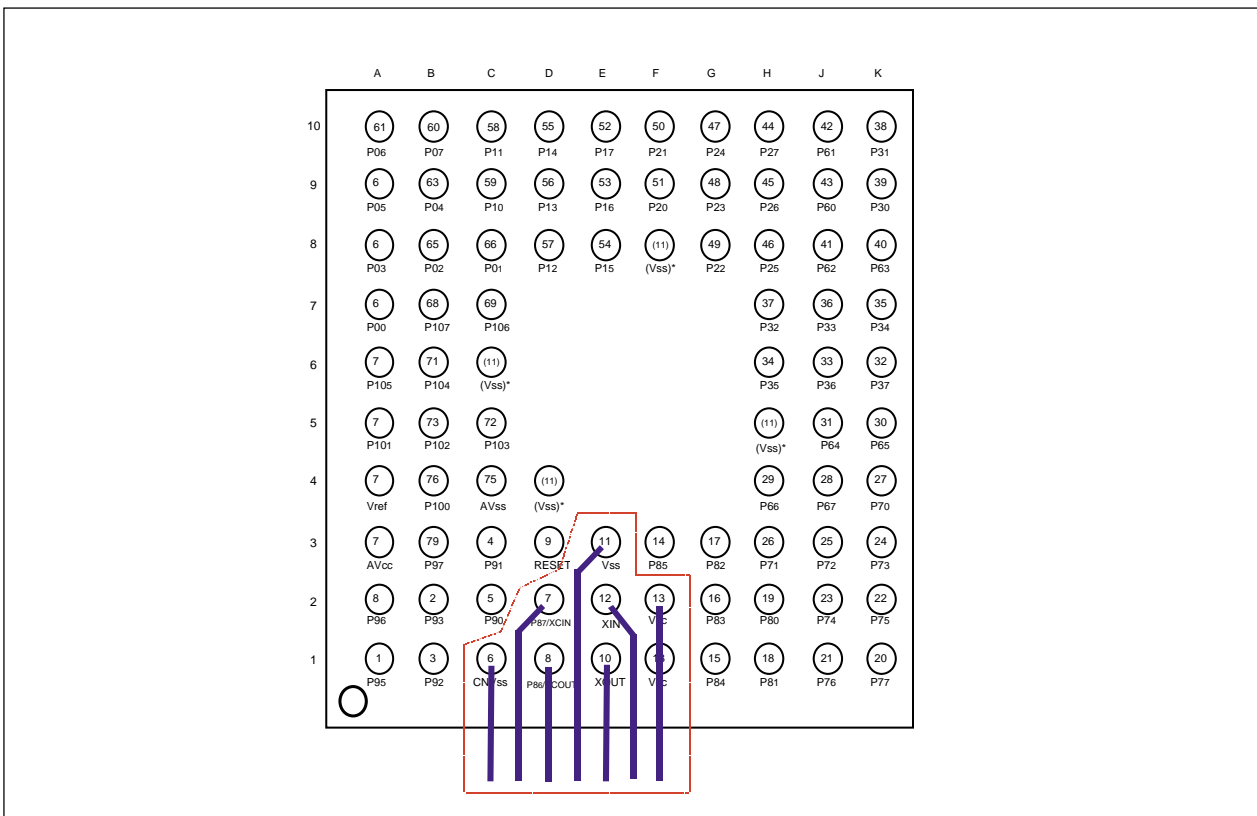 A B C D E F G H J K
10 61 60 58 55 52 50 47 44 42 38
P06 P07 P11 P14 P17 P21 P24 P27 P61 P31
9 6 63 59 56 53 51 48 45 43 39
P05 P04 P10 P13 P16 P20 P23 P26 P60 P30
8 6 65 66 57 54 (11) 49 46 41 40
P03 P02 P01 P12 P15 (Vss)* P22 P25 P62 P63
7 6 68 69 37 36 35
P00 P107 P106 P32 P33 P34
6 7 71 (11) 34 33 32
P105 P104 (Vss)* P35 P36 P37
5 7 73 72 (11) 31 30
P101 P102 P103 (Vss)* P64 P65
4 7 76 75 (11) 29 28 27
Vref P100 AVss (Vss)* P66 P67 P70
3 7 79 4 9 11 14 17 26 25 24
AVcc P97 P91 RESET Vss P85 P82 P71 P72 P73
2 8 2 5 7 12 13 16 19 23 22
P96 P93 P90 P87/XCIN XIN Vcc P83 P80 P74 P75
1 1 3 6 8 10 13 15 18 21 20
P95 P92 CNVss P86/XCOUT XOUT Vcc P84 P81 P76 P77